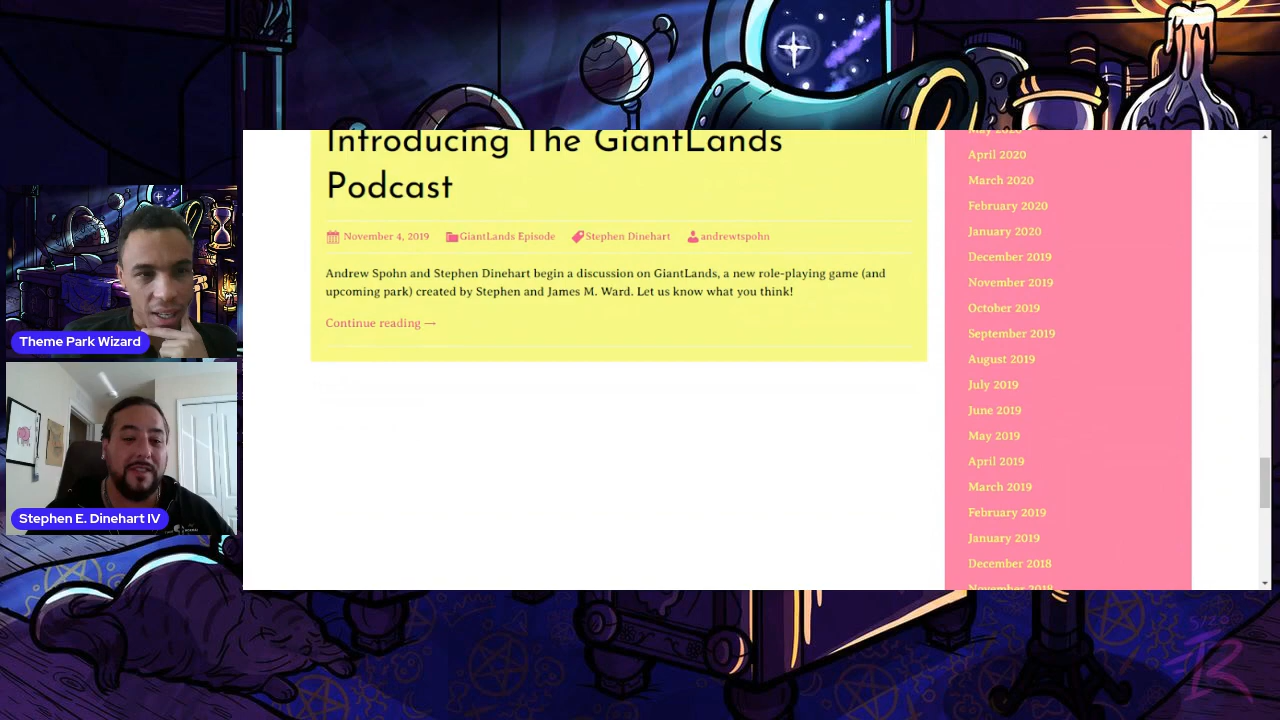 Introducing The GiantLands
Podcast
November 4, 2019 GiantLands Episode Stephen Dinehart andrewtspohn
Andrew Spohn and Stephen Dinehart begin a discussion on GiantLands, a new role-playing game (and
upcoming park) created by Stephen and James M. Ward. Let us know what you think!
Continue reading →
May 2020
April 2020
March 2020
February 2020
January 2020
December 2019
November 2019
October 2019
September 2019
August 2019
July 2019
June 2019
May 2019
April 2019
March 2019
February 2019
January 2019
December 2018
November 2018
Theme Park Wizard
Stephen E. Dinehart IV